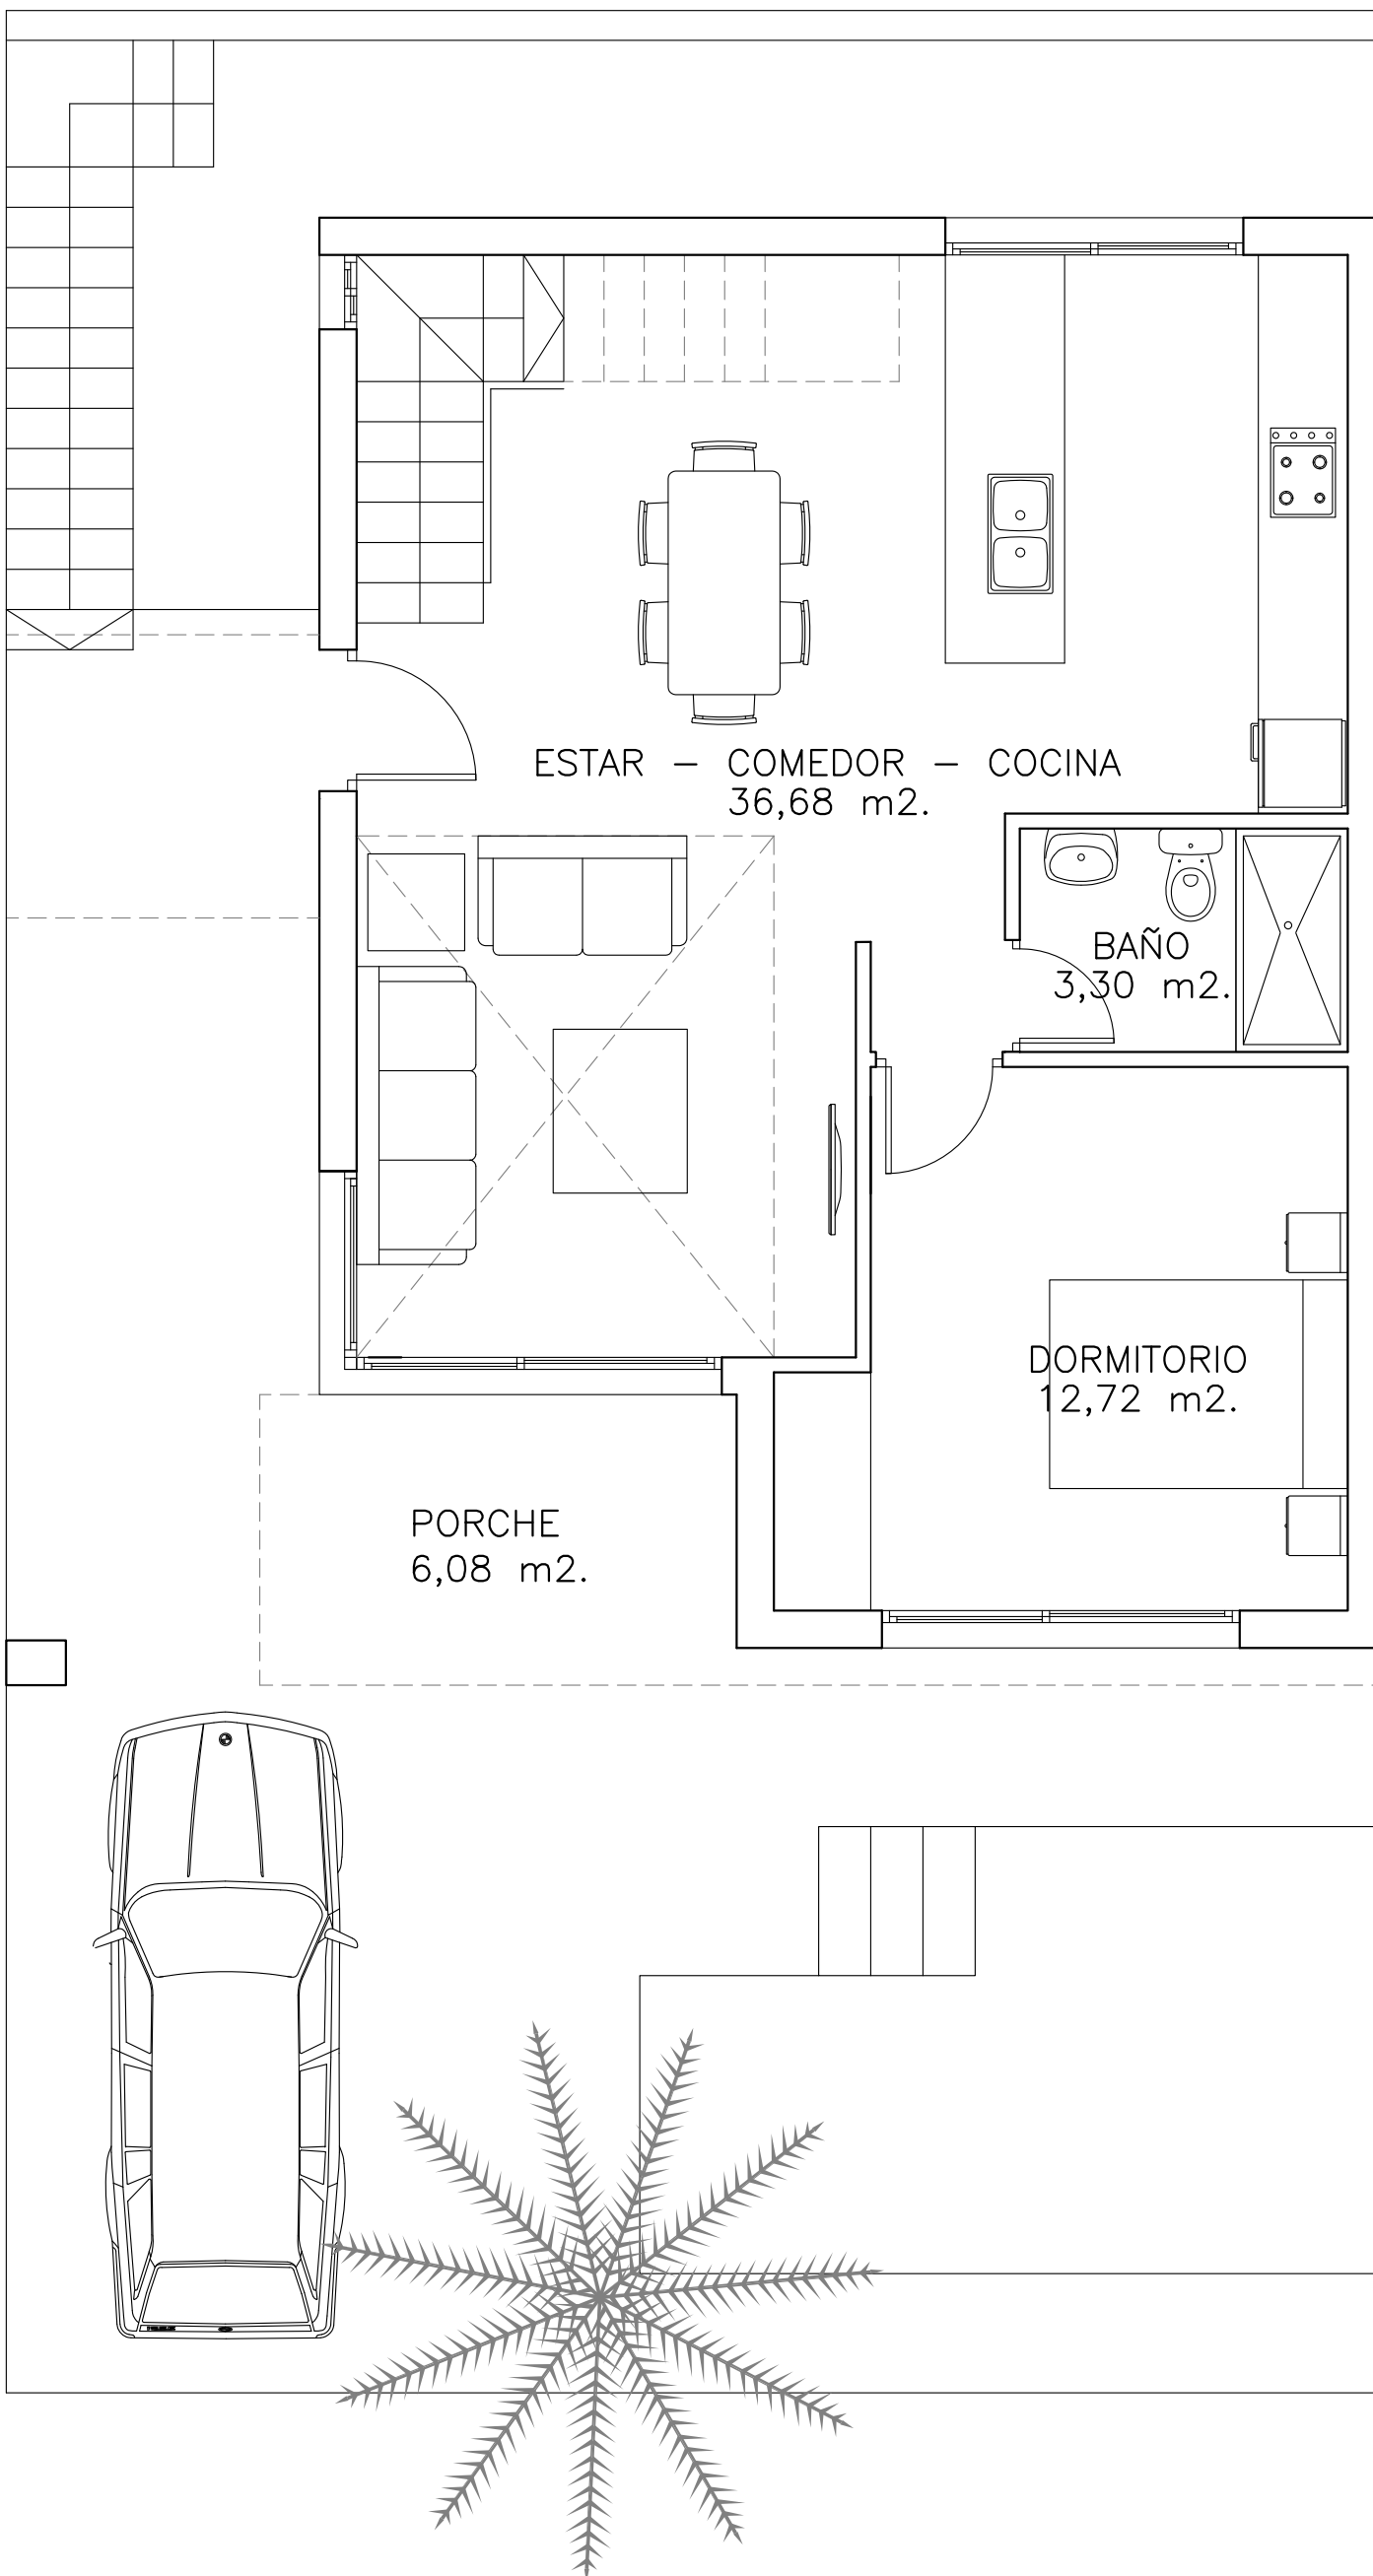 ESTAR - COMEDOR - COCINA
36,68 m2.
BAÑO
3,30 m2.
DORMITORIO
12,72 m2.
PORCHE
6,08 m2.